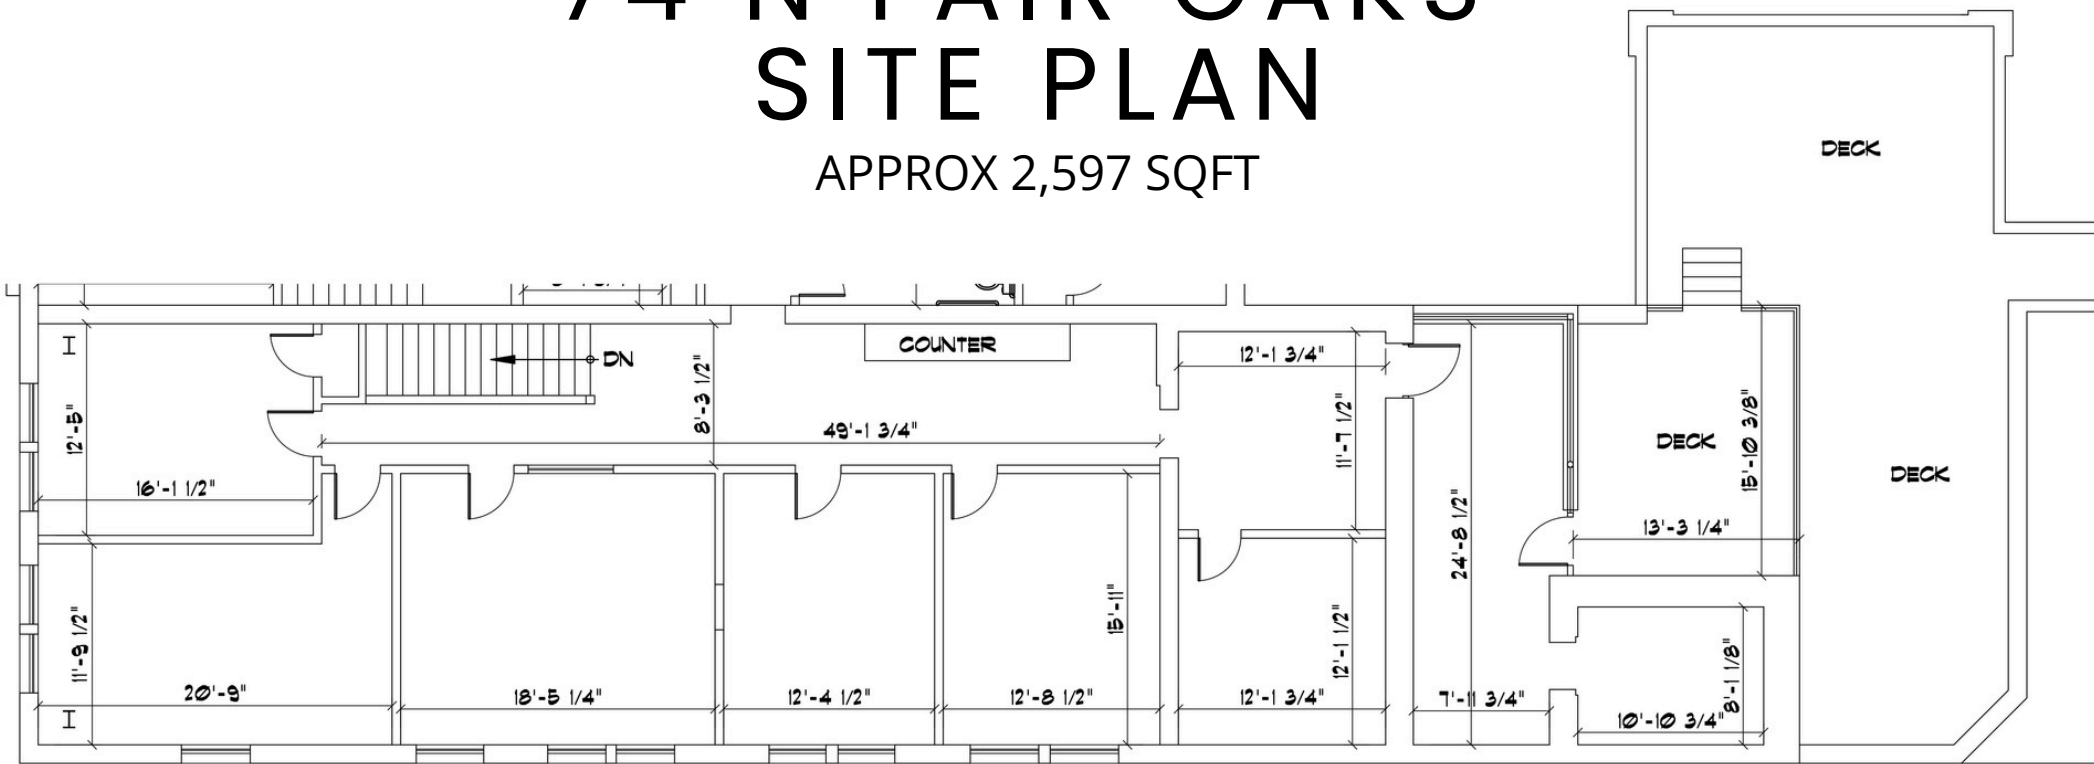 74 N FAIR OAKS
SITE PLAN
APPROX 2,597 SQFT
DECK
COUNTER
DN
12'-1 3/4"
8'-3 1/2"
12'-5"
49'-1 3/4"
11'-7 1/2"
15'-10 3/8"
DECK
DECK
16'-1 1/2"
24'-8 1/2"
13'-3 1/4"
15'-11"
11'-9 1/2"
12'-1 1/2"
8'-1 1/8"
20'-9"
18'-5 1/4"
12'-4 1/2"
12'-8 1/2"
12'-1 3/4"
7'-11 3/4"
10'-10 3/4"